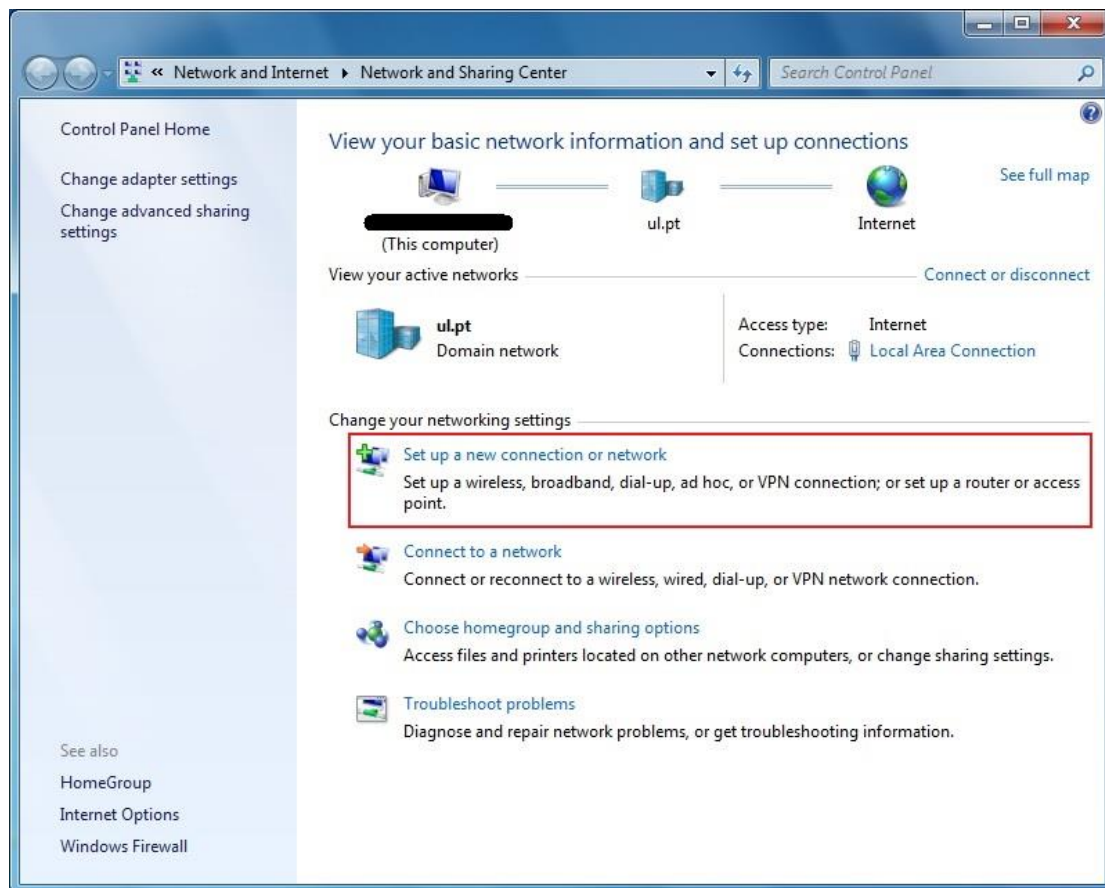 « Network and Internet ▸ Network and Sharing Center
Search Control Panel
Control Panel Home
Change adapter settings
Change advanced sharing
settings
See also
HomeGroup
Internet Options
Windows Firewall
View your basic network information and set up connections
See full map
(This computer)
ul.pt
Internet
View your active networks
Connect or disconnect
ul.pt
Domain network
Access type: Internet
Connections: Local Area Connection
Change your networking settings
Set up a new connection or network
Set up a wireless, broadband, dial-up, ad hoc, or VPN connection; or set up a router or access
point.
Connect to a network
Connect or reconnect to a wireless, wired, dial-up, or VPN network connection.
Choose homegroup and sharing options
Access files and printers located on other network computers, or change sharing settings.
Troubleshoot problems
Diagnose and repair network problems, or get troubleshooting information.